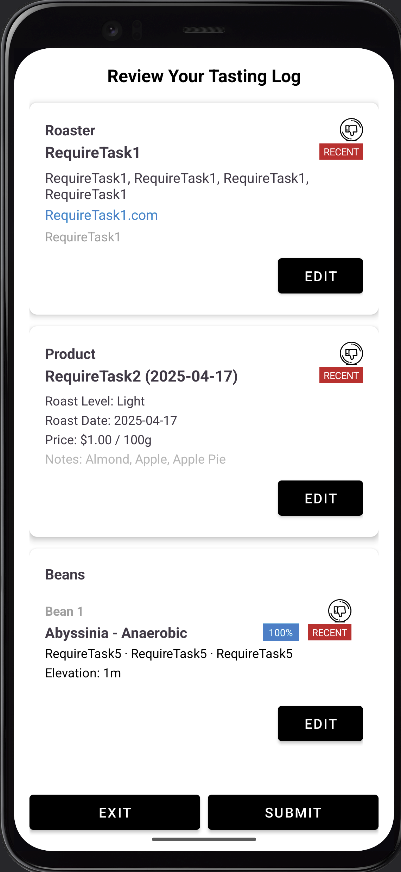 Review Your Tasting Log
Roaster
RequireTask1
RECENT
RequireTask1, RequireTask1, RequireTask1,
RequireTask1
RequireTask1.com
RequireTask1
EDIT
Product
RequireTask2 (2025-04-17)
RECENT
Roast Level: Light
Roast Date: 2025-04-17
Price: $1.00 / 100g
Notes: Almond, Apple, Apple Pie
EDIT
Beans
Bean 1
Abyssinia - Anaerobic
100%
RECENT
RequireTask5 · RequireTask5 · RequireTask5
Elevation: 1m
EDIT
EXIT
SUBMIT